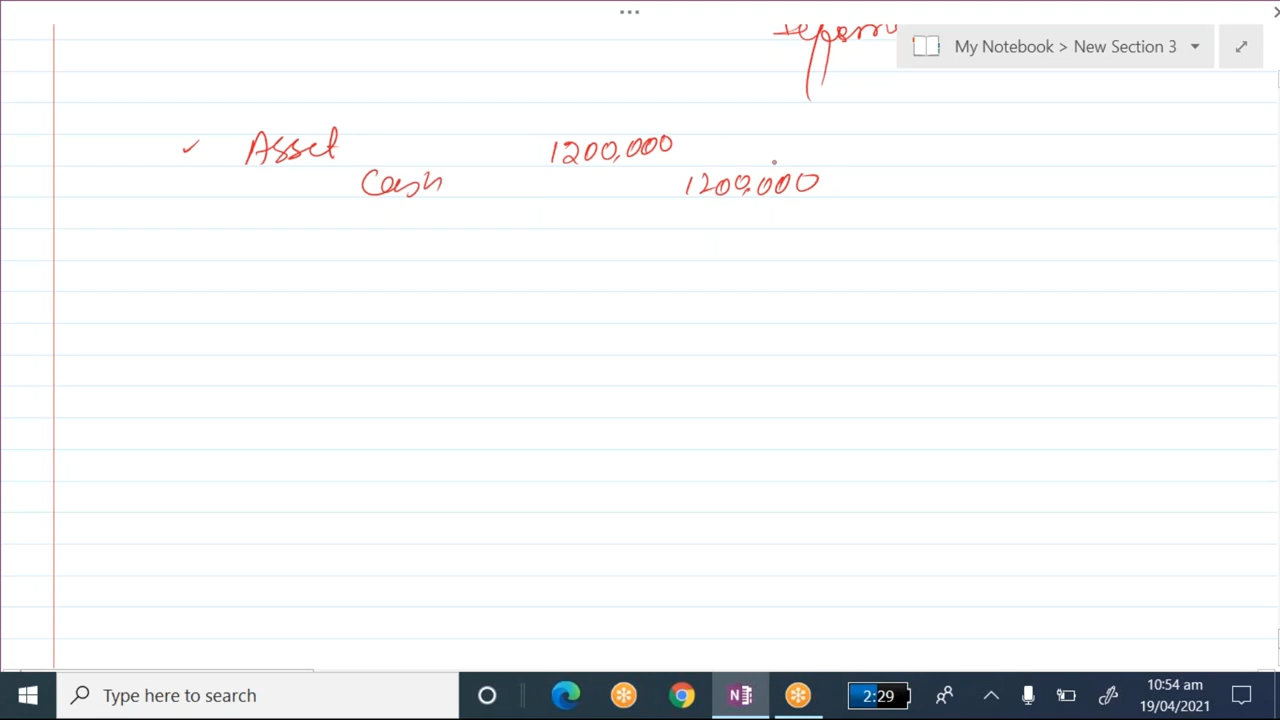 My Notebook > New Section 3
Asset 1200,000
Cash 1200,000
Type here to search
2:29
10:54 am
19/04/2021